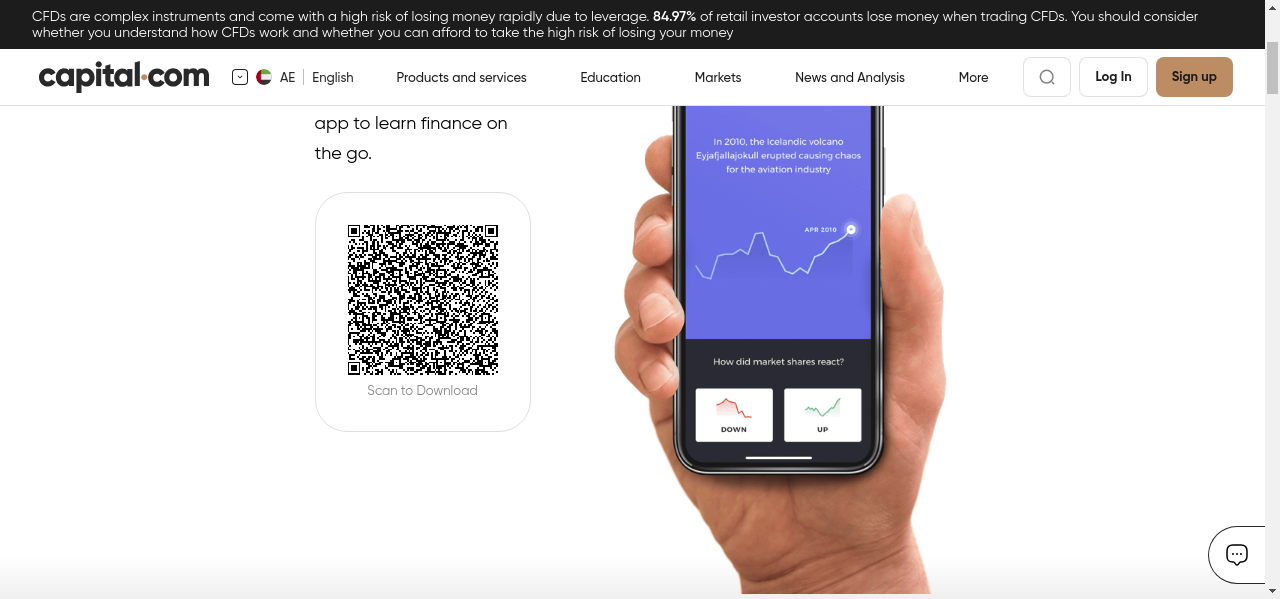 CFDs are complex instruments and come with a high risk of losing money rapidly due to leverage. 84.97% of retail investor accounts lose money when trading CFDs. You should consider
whether you understand how CFDs work and whether you can afford to take the high risk of losing your money
capital.com
AE
English
Products and services
Education
Markets
News and Analysis
More
Log In
Sign up
app to learn finance on
the go.
Scan to Download
In 2010, the Icelandic volcano
Eyjafjallajokull erupted causing chaos
for the aviation industry
APR 2010
How did market shares react?
DOWN
UP